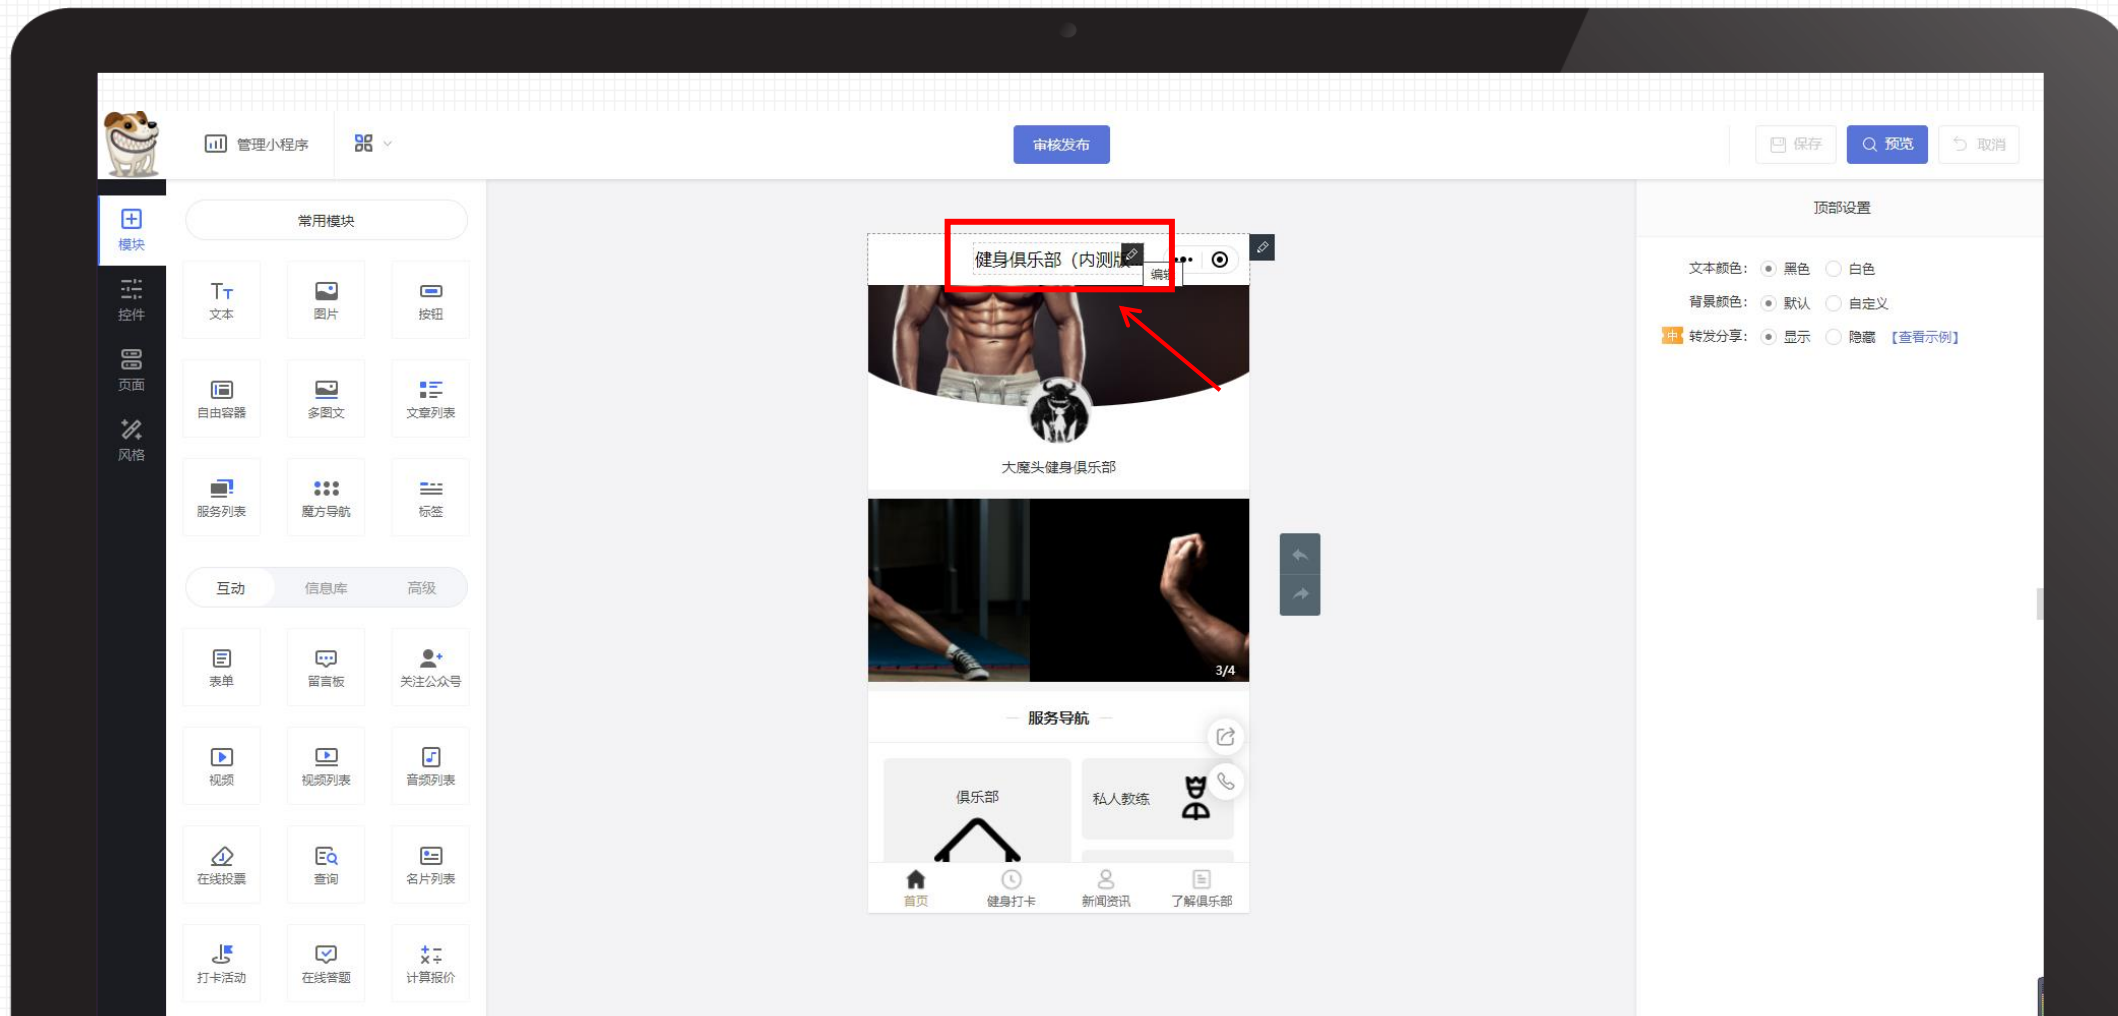 管理小程序
审核发布
保存
预览
取消
模块
控件
页面
风格
常用模块
文本
图片
按钮
自由容器
多图文
文章列表
服务列表
魔方导航
标签
互动
信息库
高级
表单
留言板
关注公众号
视频
视频列表
音频列表
在线投票
查询
名片列表
打卡活动
在线答题
计算报价
健身俱乐部（内测版
编辑
大魔头健身俱乐部
3/4
服务导航
俱乐部
私人教练
首页
健身打卡
新闻资讯
了解俱乐部
顶部设置
文本颜色： 黑色 白色
背景颜色： 默认 自定义
中 转发分享： 显示 隐藏 【查看示例】